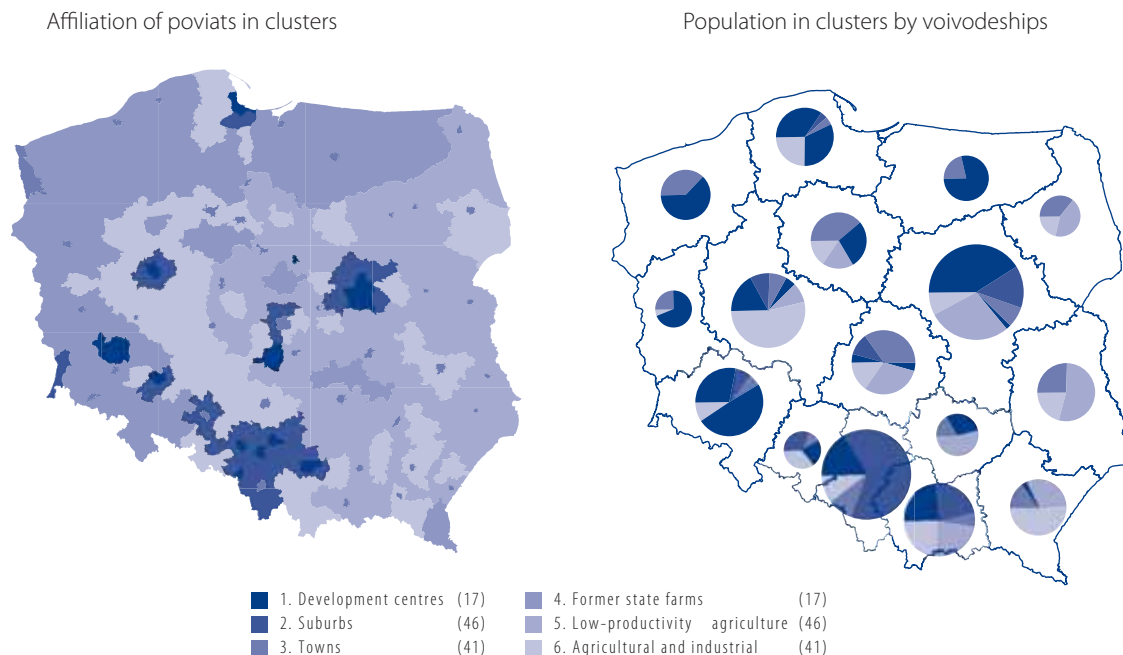 Affiliation of poviats in clusters
Population in clusters by voivodeships
1. Development centres (17)
2. Suburbs (46)
3. Towns (41)
4. Former state farms (17)
5. Low-productivity agriculture (46)
6. Agricultural and industrial (41)